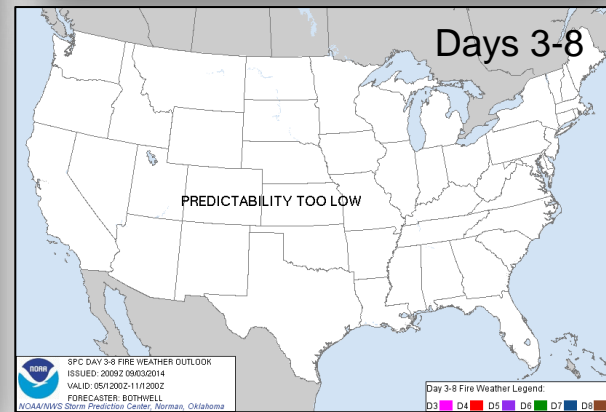 Days 3-8
PREDICTABILITY TOO LOW
NOAA
SPC DAY 3-8 FIRE WEATHER OUTLOOK
ISSUED: 2009Z 09/03/2014
VALID: 05/1200Z-11/1200Z
FORECASTER: BOTHWELL
NOAA/NWS Storm Prediction Center, Norman, Oklahoma
Day 3-8 Fire Weather Legend:
D3 D4 D5 D6 D7 D8